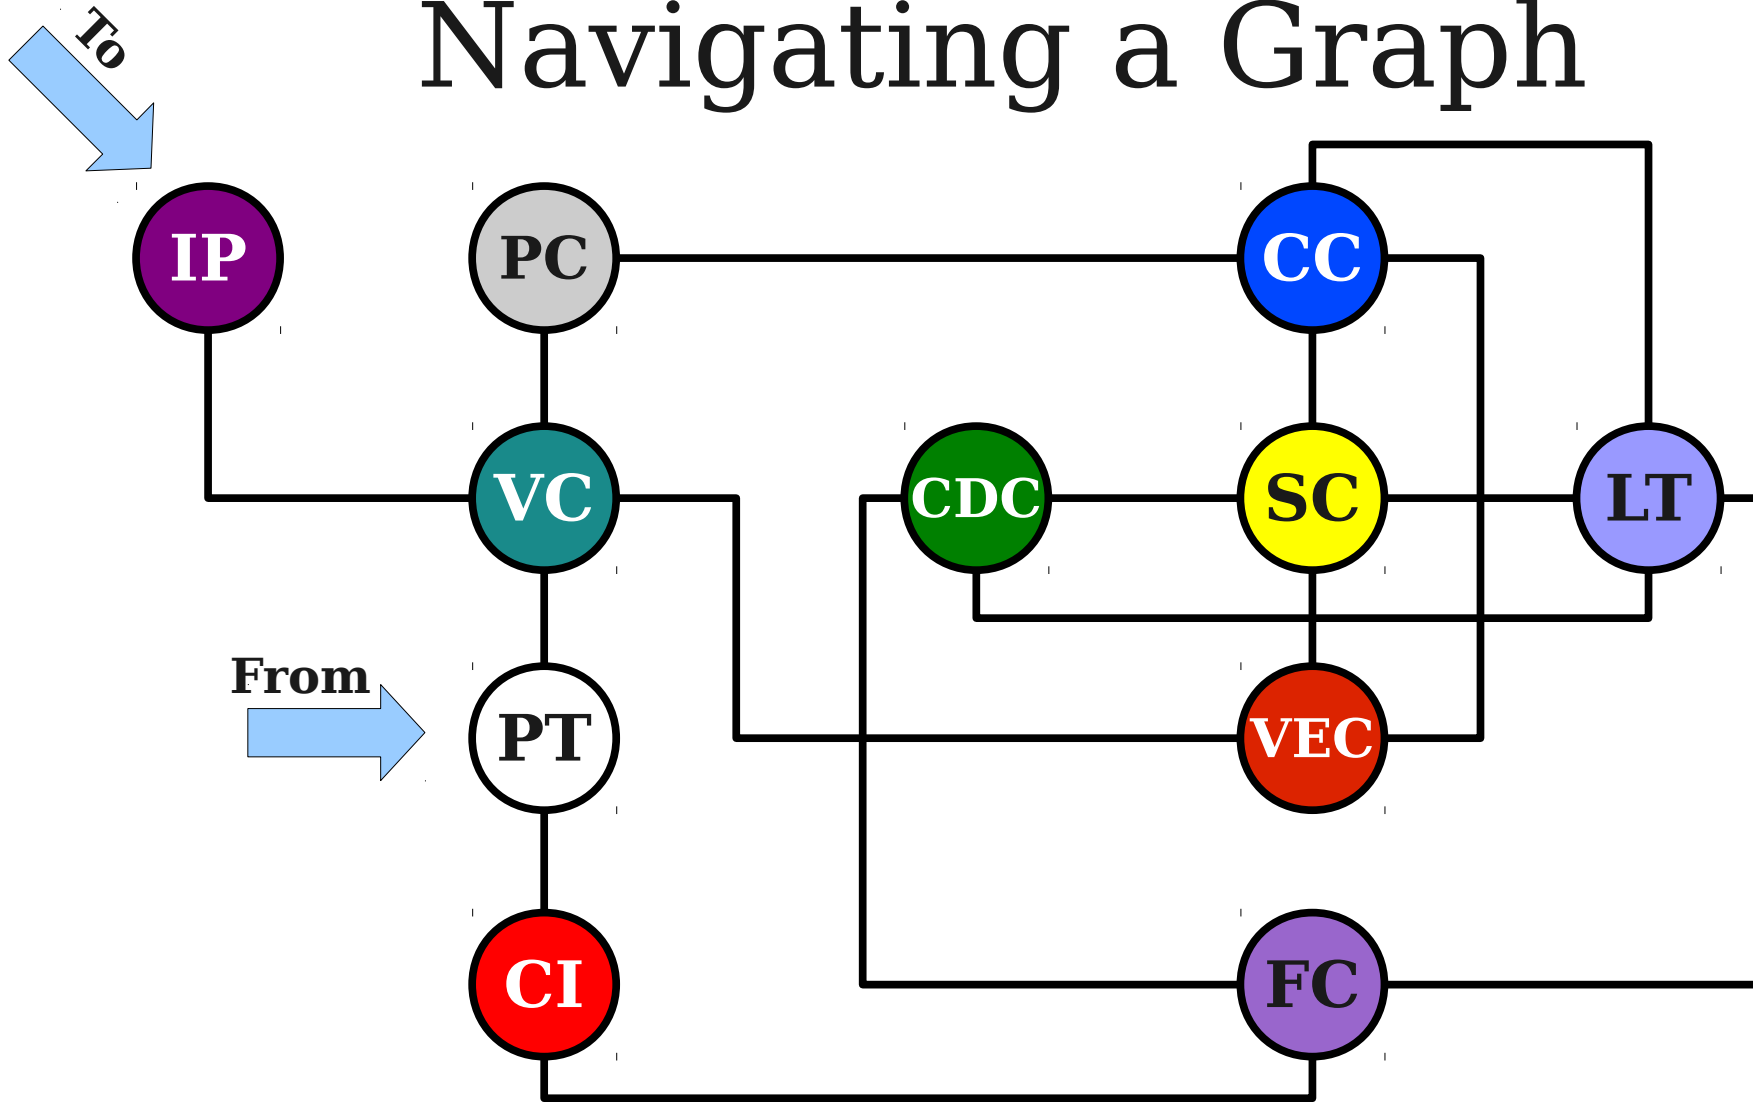 Navigating a Graph
To
IP
PC
CC
VC
CDC
SC
LT
From
PT
VEC
CI
FC